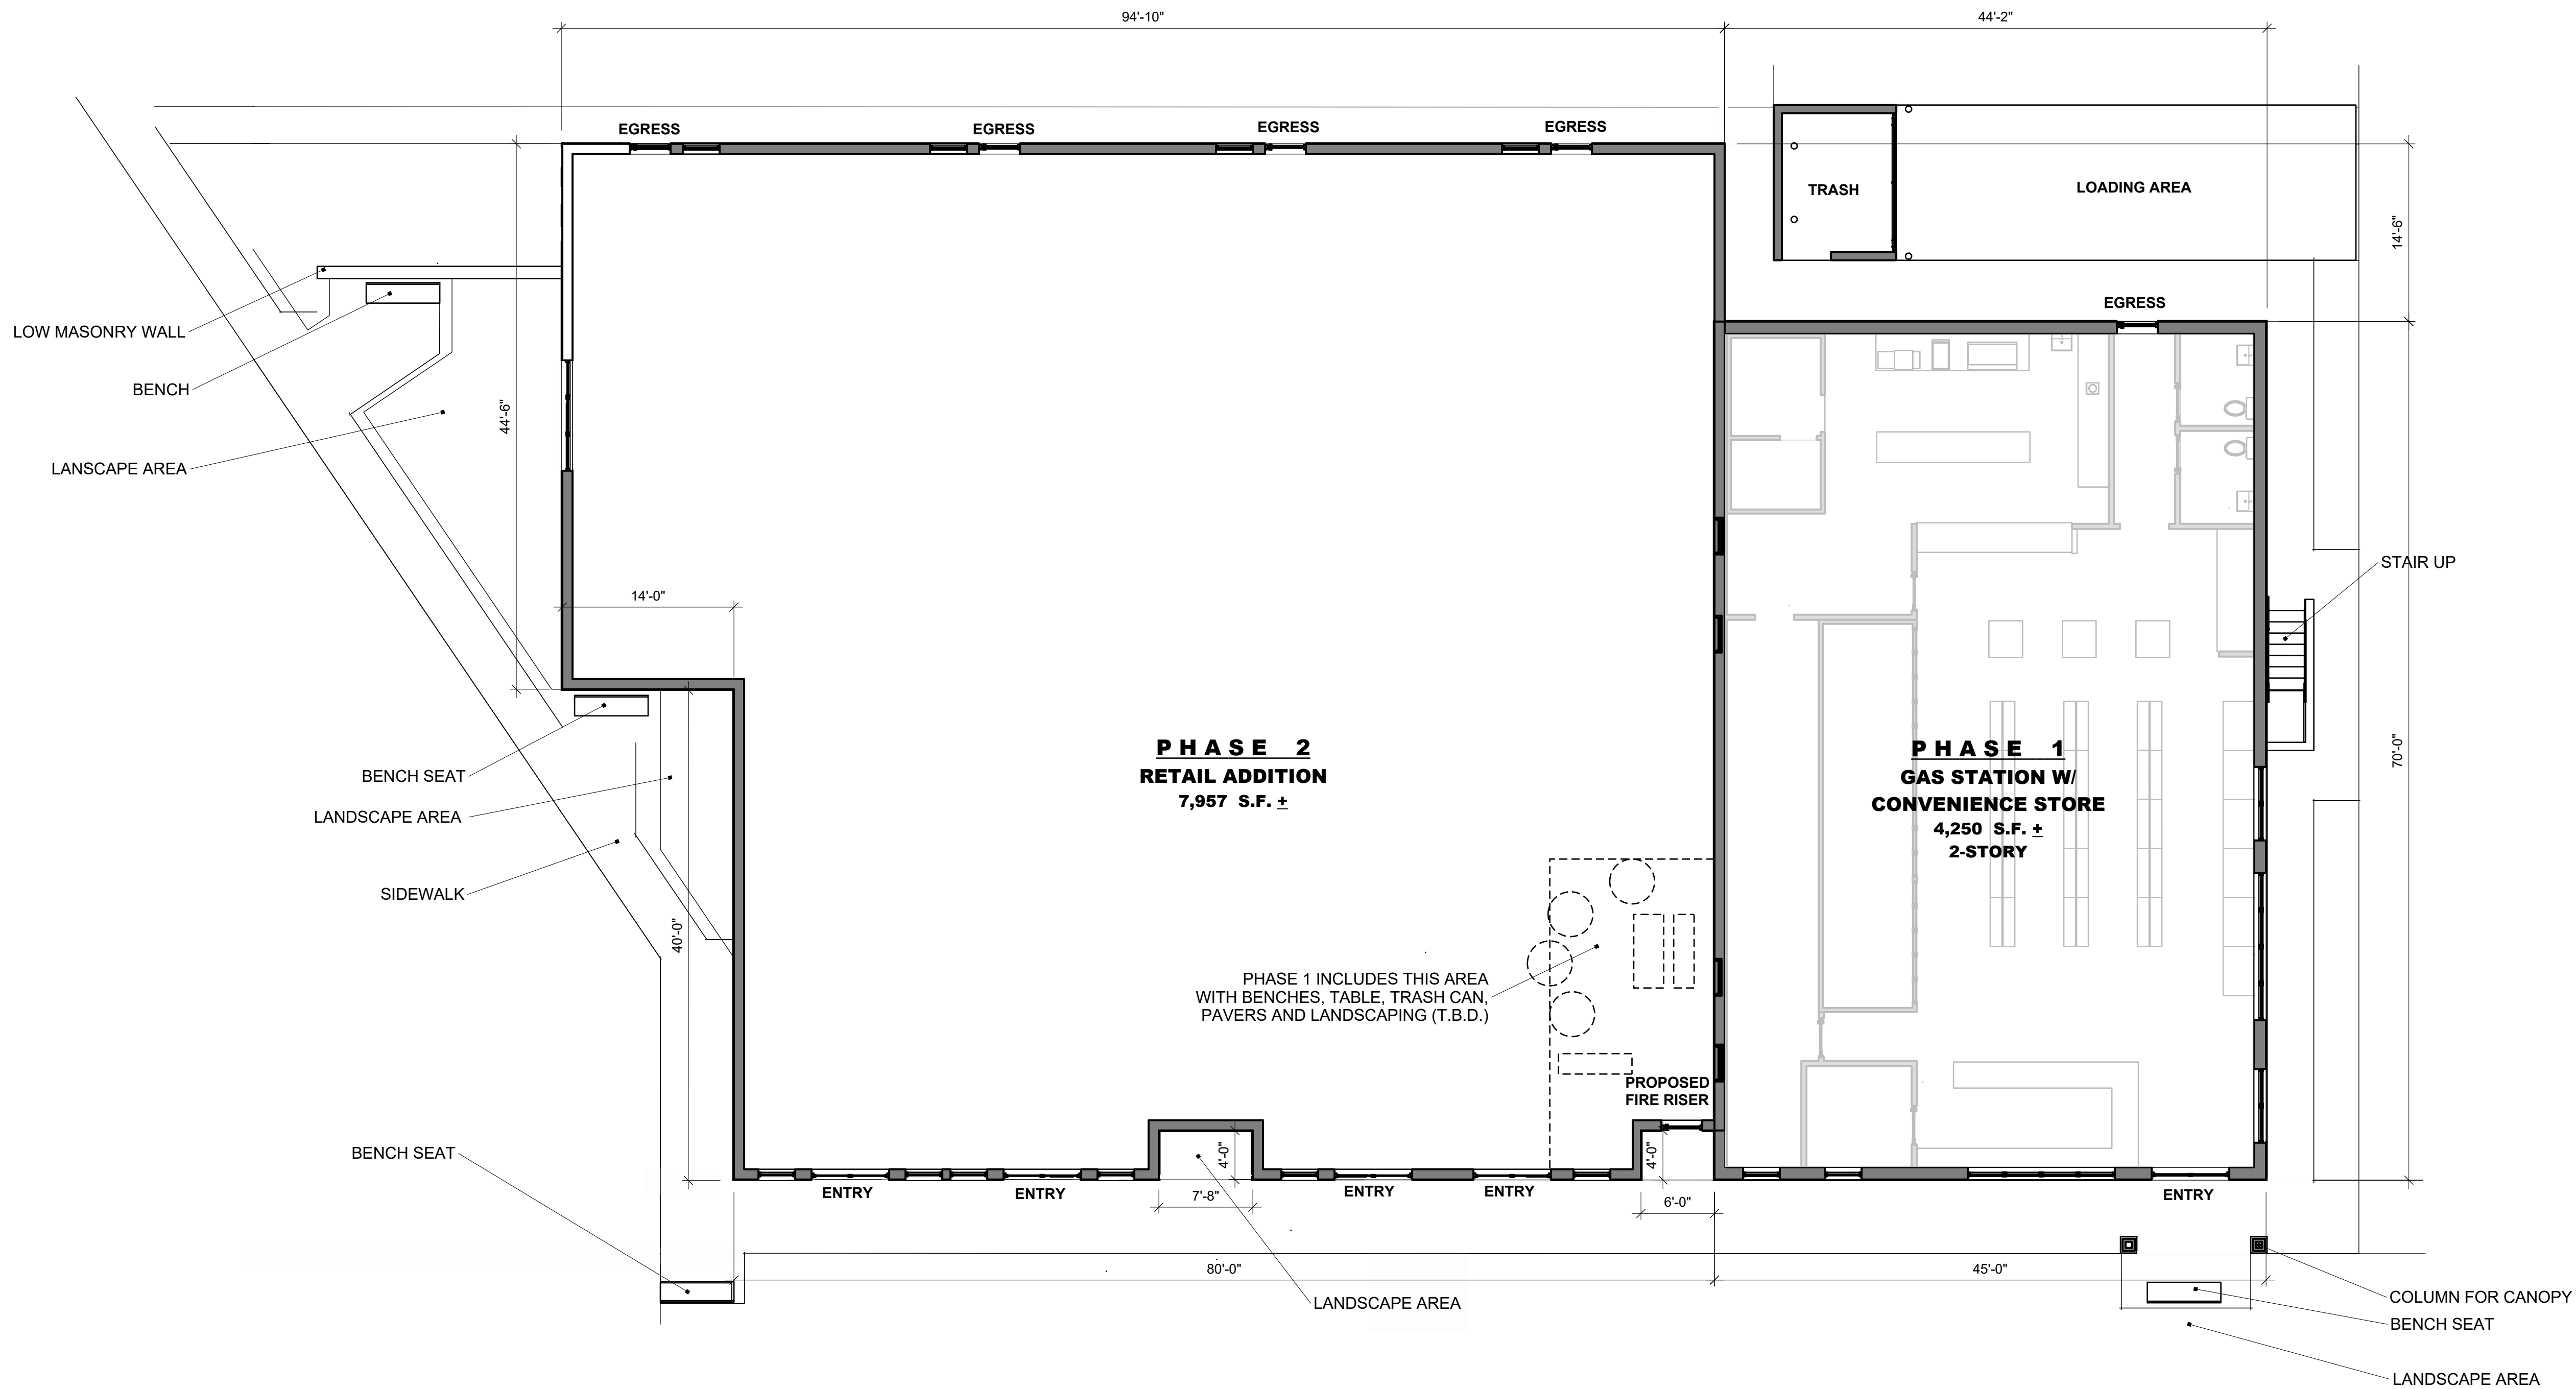 94'-10"
44'-2"
EGRESS
EGRESS
EGRESS
EGRESS
TRASH
LOADING AREA
14'-6"
EGRESS
LOW MASONRY WALL
BENCH
44'-6"
LANSCAPE AREA
STAIR UP
14'-0"
PHASE 2
RETAIL ADDITION
7,957 S.F. ±
PHASE 1
GAS STATION W/
CONVENIENCE STORE
4,250 S.F. ±
2-STORY
70'-0"
BENCH SEAT
LANDSCAPE AREA
SIDEWALK
40'-0"
PHASE 1 INCLUDES THIS AREA
WITH BENCHES, TABLE, TRASH CAN,
PAVERS AND LANDSCAPING (T.B.D.)
PROPOSED
FIRE RISER
BENCH SEAT
4'-0"
4'-0"
ENTRY
ENTRY
ENTRY
ENTRY
ENTRY
7'-8"
6'-0"
80'-0"
45'-0"
LANDSCAPE AREA
COLUMN FOR CANOPY
BENCH SEAT
LANDSCAPE AREA